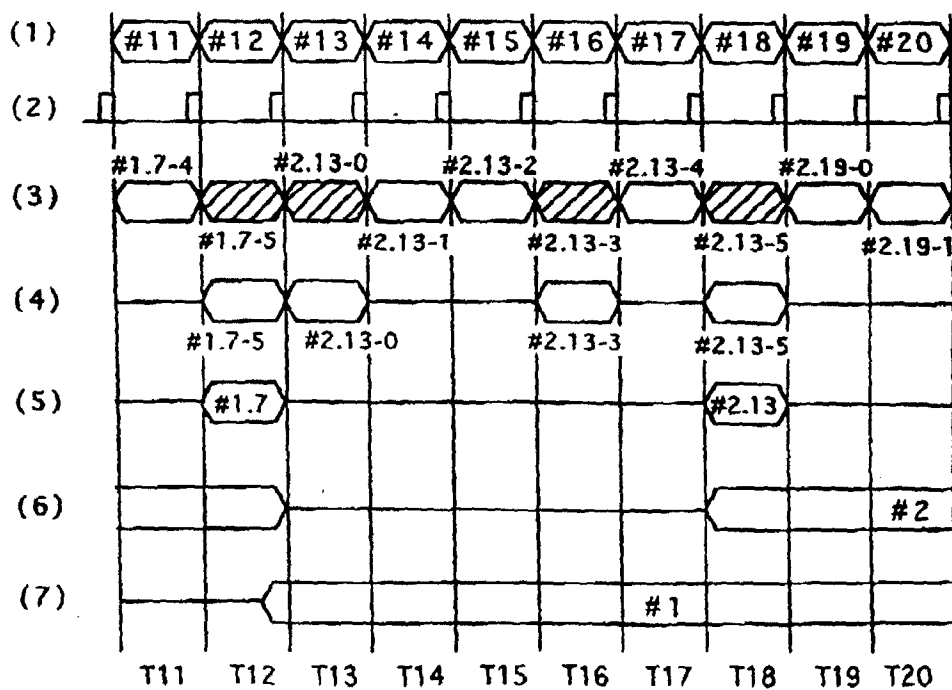 (1) #11 #12 #13 #14 #15 #16 #17 #18 #19 #20
(2)
#1.7-4 #2.13-0 #2.13-2 #2.13-4 #2.19-0
(3)
#1.7-5 #2.13-1 #2.13-3 #2.13-5 #2.19-1
(4)
#1.7-5 #2.13-0 #2.13-3 #2.13-5
(5) #1.7 #2.13
(6) #2
(7) #1
T11 T12 T13 T14 T15 T16 T17 T18 T19 T20